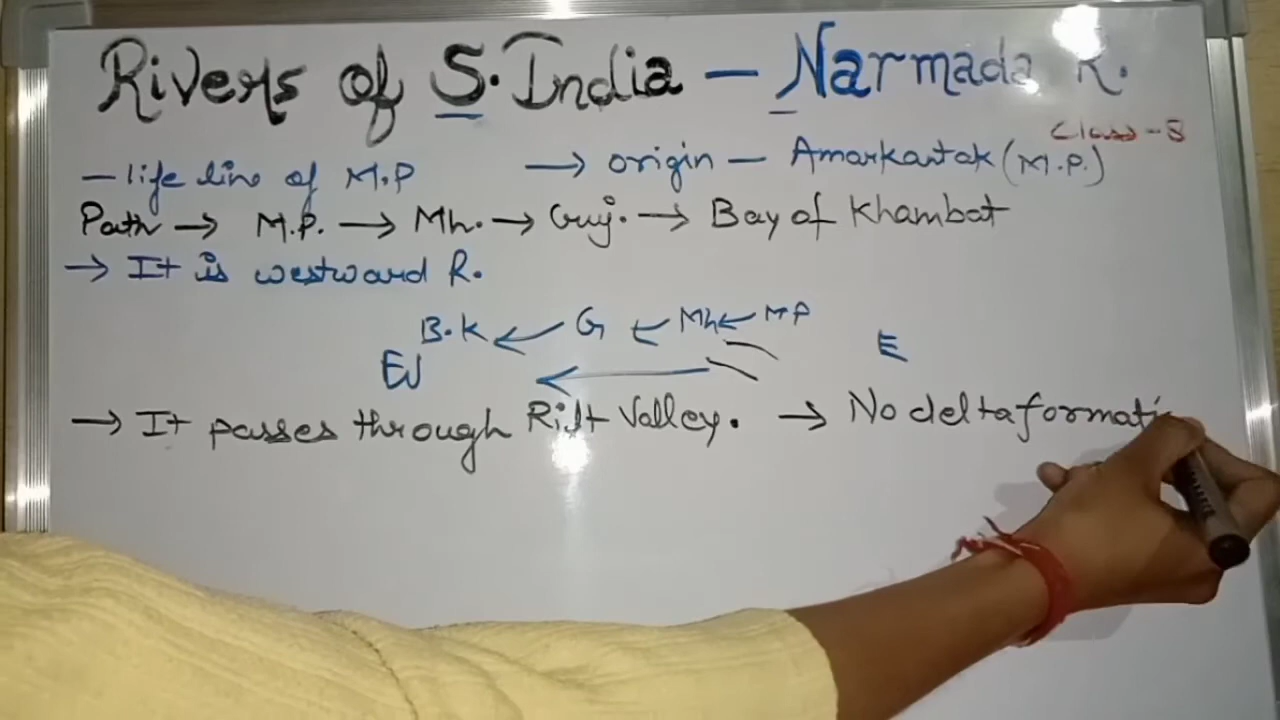 Rivers of S. India — Narmada R.
Class - 8
— life line of M.P → origin — Amarkantak (M.P.)
Path → M.P. → Mh. → Guj. → Bay of Khambat
→ It is westward R.
B.K ← G ← Mh ← MP
E
→ It passes through Rift Valley. → No delta formati